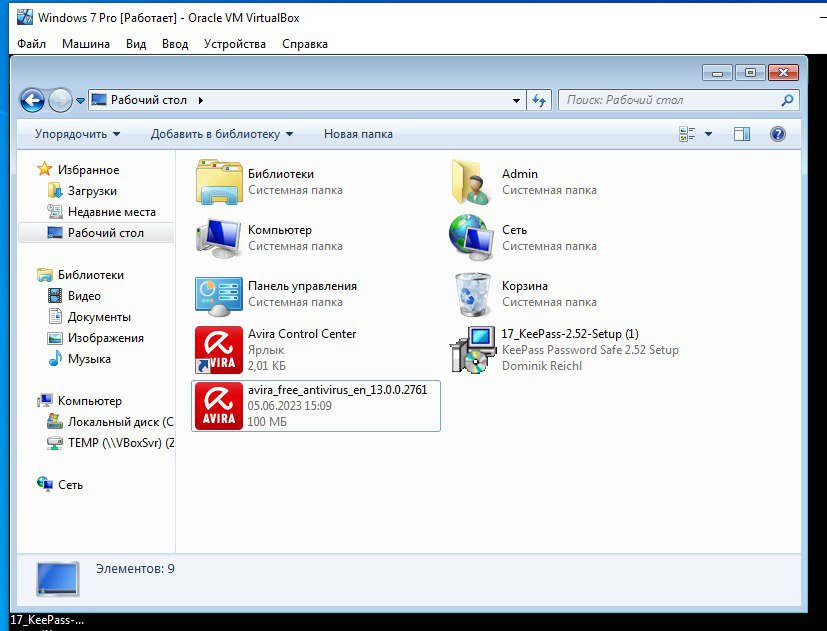 Windows 7 Pro [Работает] - Oracle VM VirtualBox
Файл Машина Вид Ввод Устройства Справка
Рабочий стол
Поиск: Рабочий стол
Упорядочить Добавить в библиотеку Новая папка
Избранное
Загрузки
Недавние места
Рабочий стол
Библиотеки
Видео
Документы
Изображения
Музыка
Компьютер
Локальный диск (C
TEMP (\\VBoxSvr) (Z
Сеть
Библиотеки
Системная папка
Admin
Системная папка
Компьютер
Системная папка
Сеть
Системная папка
Панель управления
Системная папка
Корзина
Системная папка
AVIRA
Avira Control Center
Ярлык
2,01 КБ
17_KeePass-2.52-Setup (1)
KeePass Password Safe 2.52 Setup
Dominik Reichl
AVIRA
avira_free_antivirus_en_13.0.0.2761
05.06.2023 15:09
100 МБ
Элементов: 9
17_KeePass-...